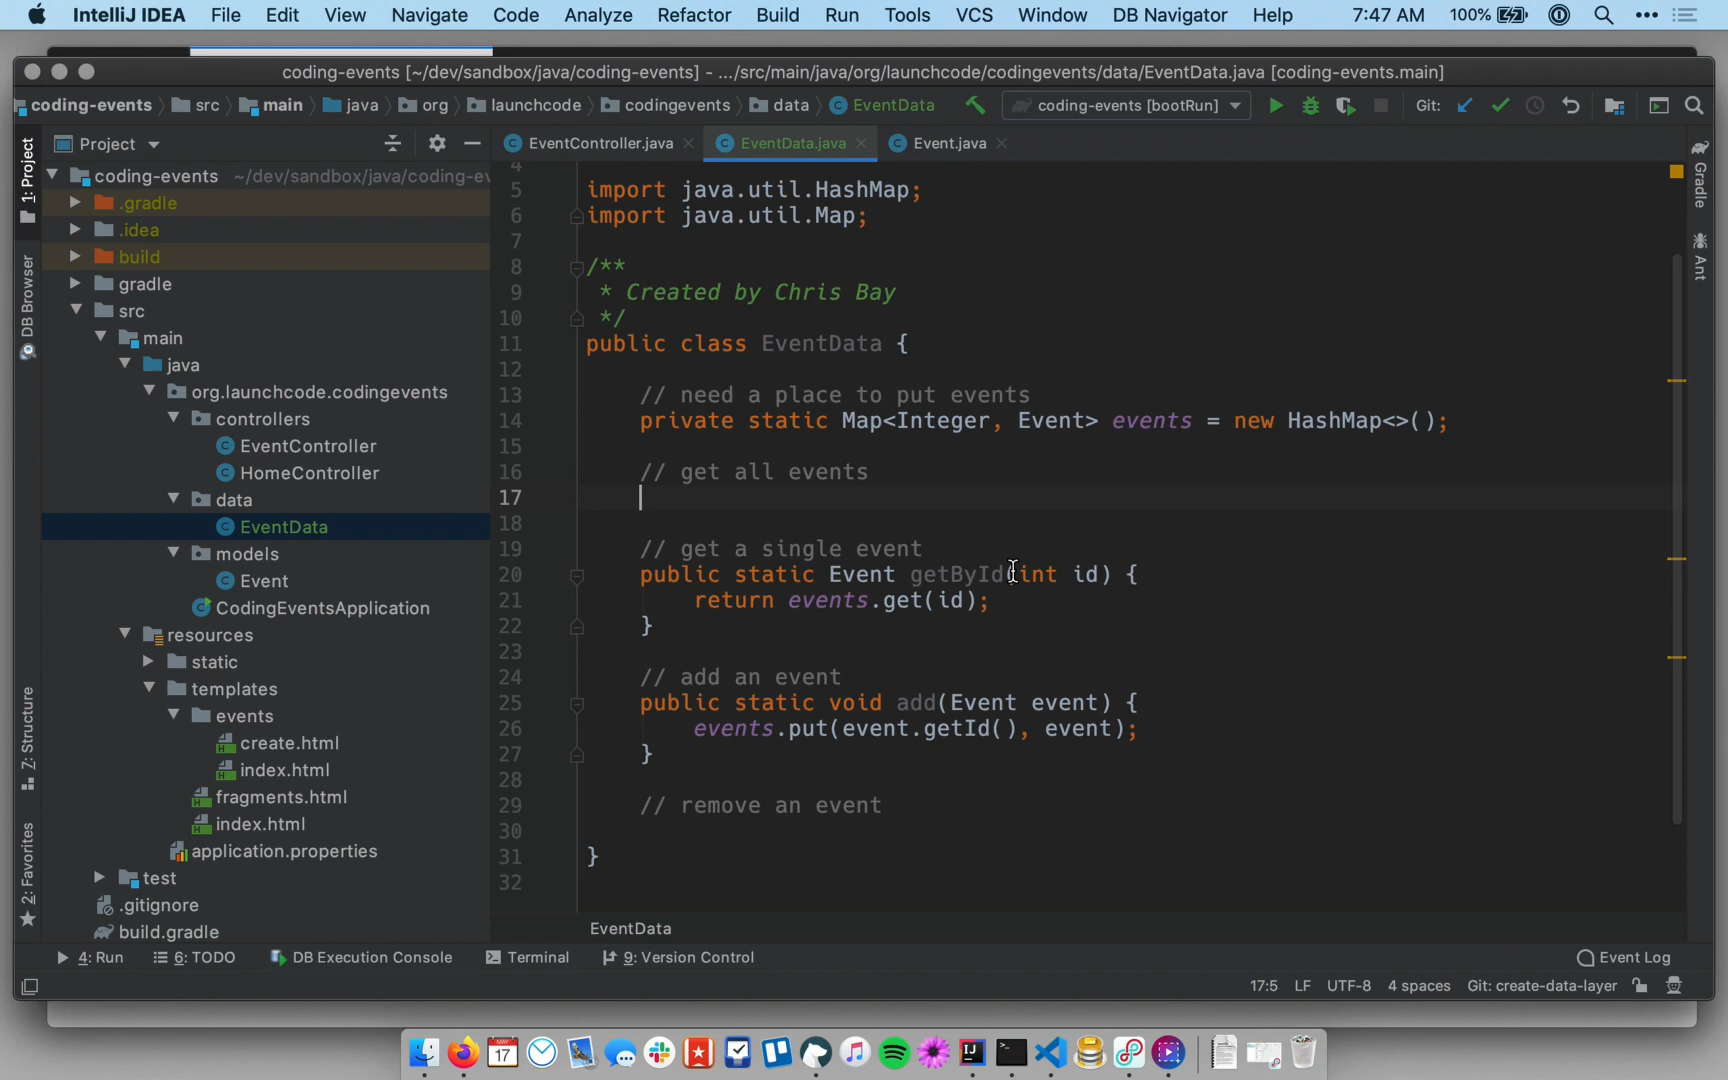 IntelliJ IDEA File Edit View Navigate Code Analyze Refactor Build Run Tools VCS Window DB Navigator Help 7:47 AM 100%
coding-events [~/dev/sandbox/java/coding-events] - .../src/main/java/org/launchcode/codingevents/data/EventData.java [coding-events.main]
coding-events src main java org launchcode codingevents data EventData coding-events [bootRun] Git:
Project
EventController.java EventData.java Event.java
coding-events ~/dev/sandbox/java/coding-ev
.gradle
.idea
build
gradle
src
main
java
org.launchcode.codingevents
controllers
EventController
HomeController
data
EventData
models
Event
CodingEventsApplication
resources
static
templates
events
create.html
index.html
fragments.html
index.html
application.properties
test
.gitignore
build.gradle
1: Project
DB Browser
7: Structure
2: Favorites
4
5 import java.util.HashMap;
6 import java.util.Map;
7
8 /**
9 * Created by Chris Bay
10 */
11 public class EventData {
12
13 // need a place to put events
14 private static Map<Integer, Event> events = new HashMap<>();
15
16 // get all events
17
18
19 // get a single event
20 public static Event getById(int id) {
21 return events.get(id);
22 }
23
24 // add an event
25 public static void add(Event event) {
26 events.put(event.getId(), event);
27 }
28
29 // remove an event
30
31 }
32
EventData
Gradle
Ant
4: Run 6: TODO DB Execution Console Terminal 9: Version Control Event Log
17:5 LF UTF-8 4 spaces Git: create-data-layer
MAY
17
IJ